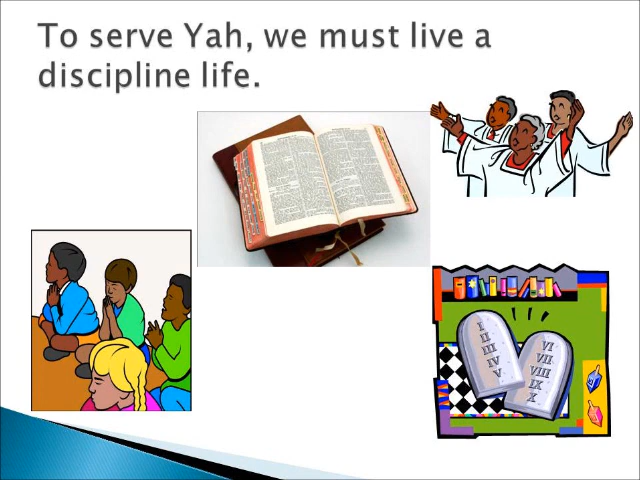 To serve Yah, we must live a
discipline life.
I
II
III
IV
V
VI
VII
VIII
IX
X